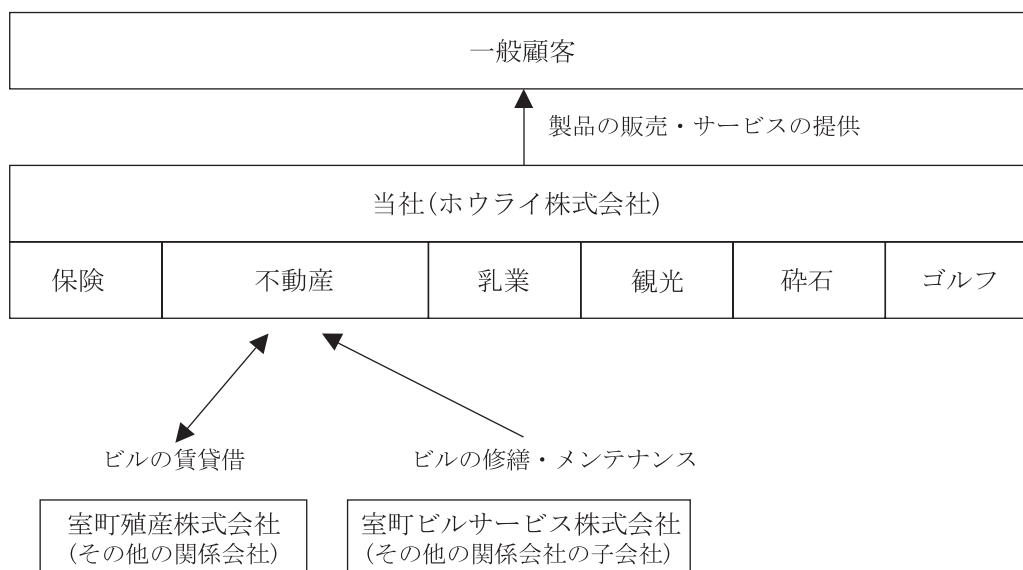 一般顧客
製品の販売・サービスの提供
当社(ホウライ株式会社)
保険
不動産
乳業
観光
砕石
ゴルフ
ビルの賃貸借
ビルの修繕・メンテナンス
室町殖産株式会社
(その他の関係会社)
室町ビルサービス株式会社
(その他の関係会社の子会社)